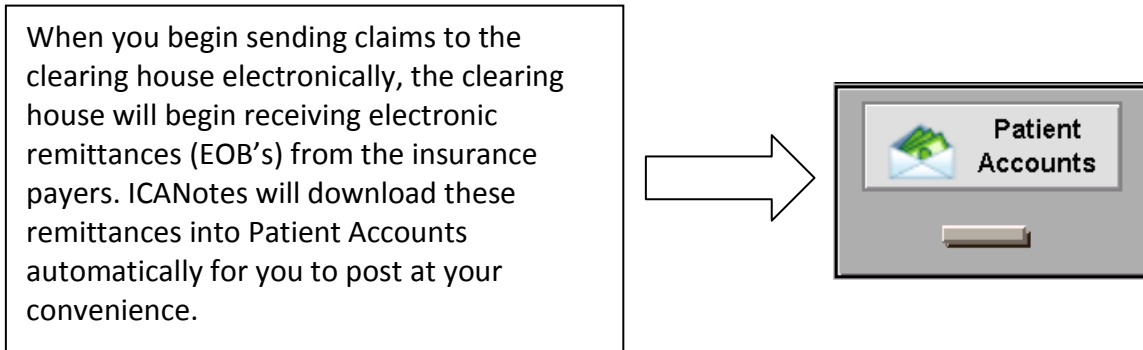 When you begin sending claims to the
clearing house electronically, the clearing
house will begin receiving electronic
remittances (EOB’s) from the insurance
payers. ICANotes will download these
remittances into Patient Accounts
automatically for you to post at your
convenience.
Patient
Accounts